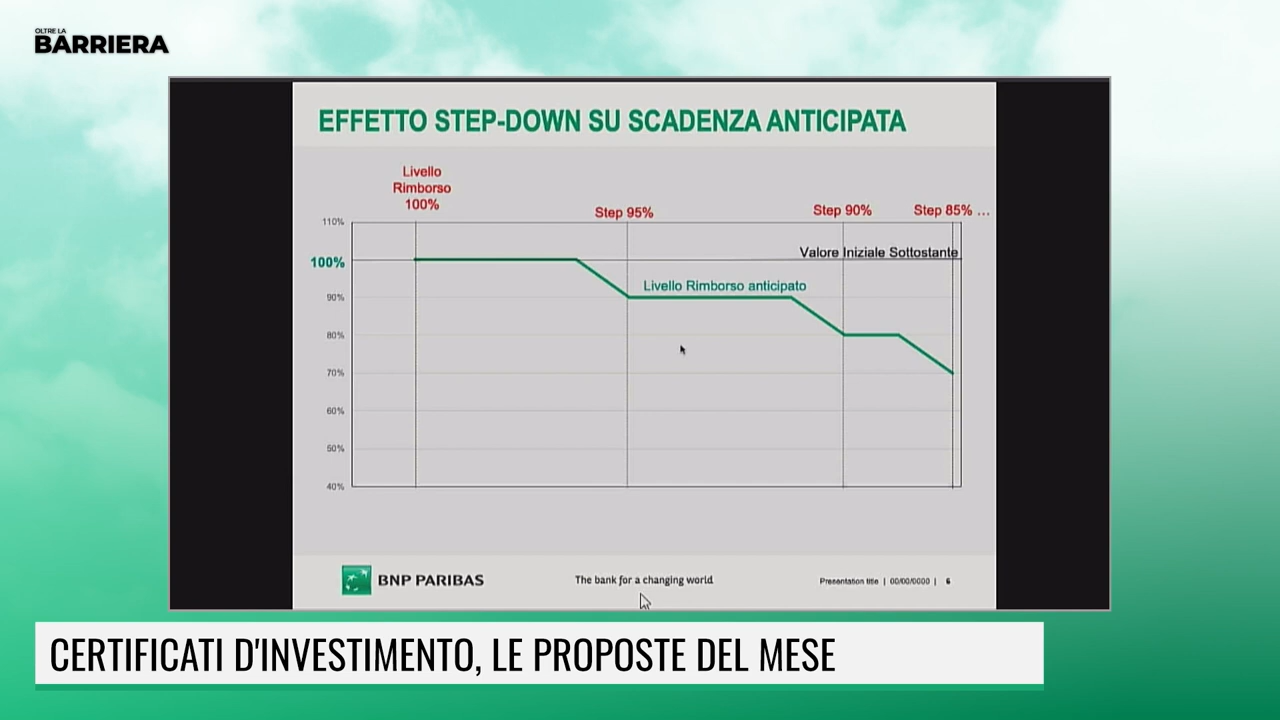 OLTRE LA
BARRIERA
EFFETTO STEP-DOWN SU SCADENZA ANTICIPATA
Livello
Rimborso
100%
Step 95%
Step 90%
Step 85% ...
110%
100%
90%
80%
70%
60%
50%
40%
Valore Iniziale Sottostante
Livello Rimborso anticipato
BNP PARIBAS
The bank for a changing world
Presentation title | 00/00/0000 | 6
CERTIFICATI D'INVESTIMENTO, LE PROPOSTE DEL MESE